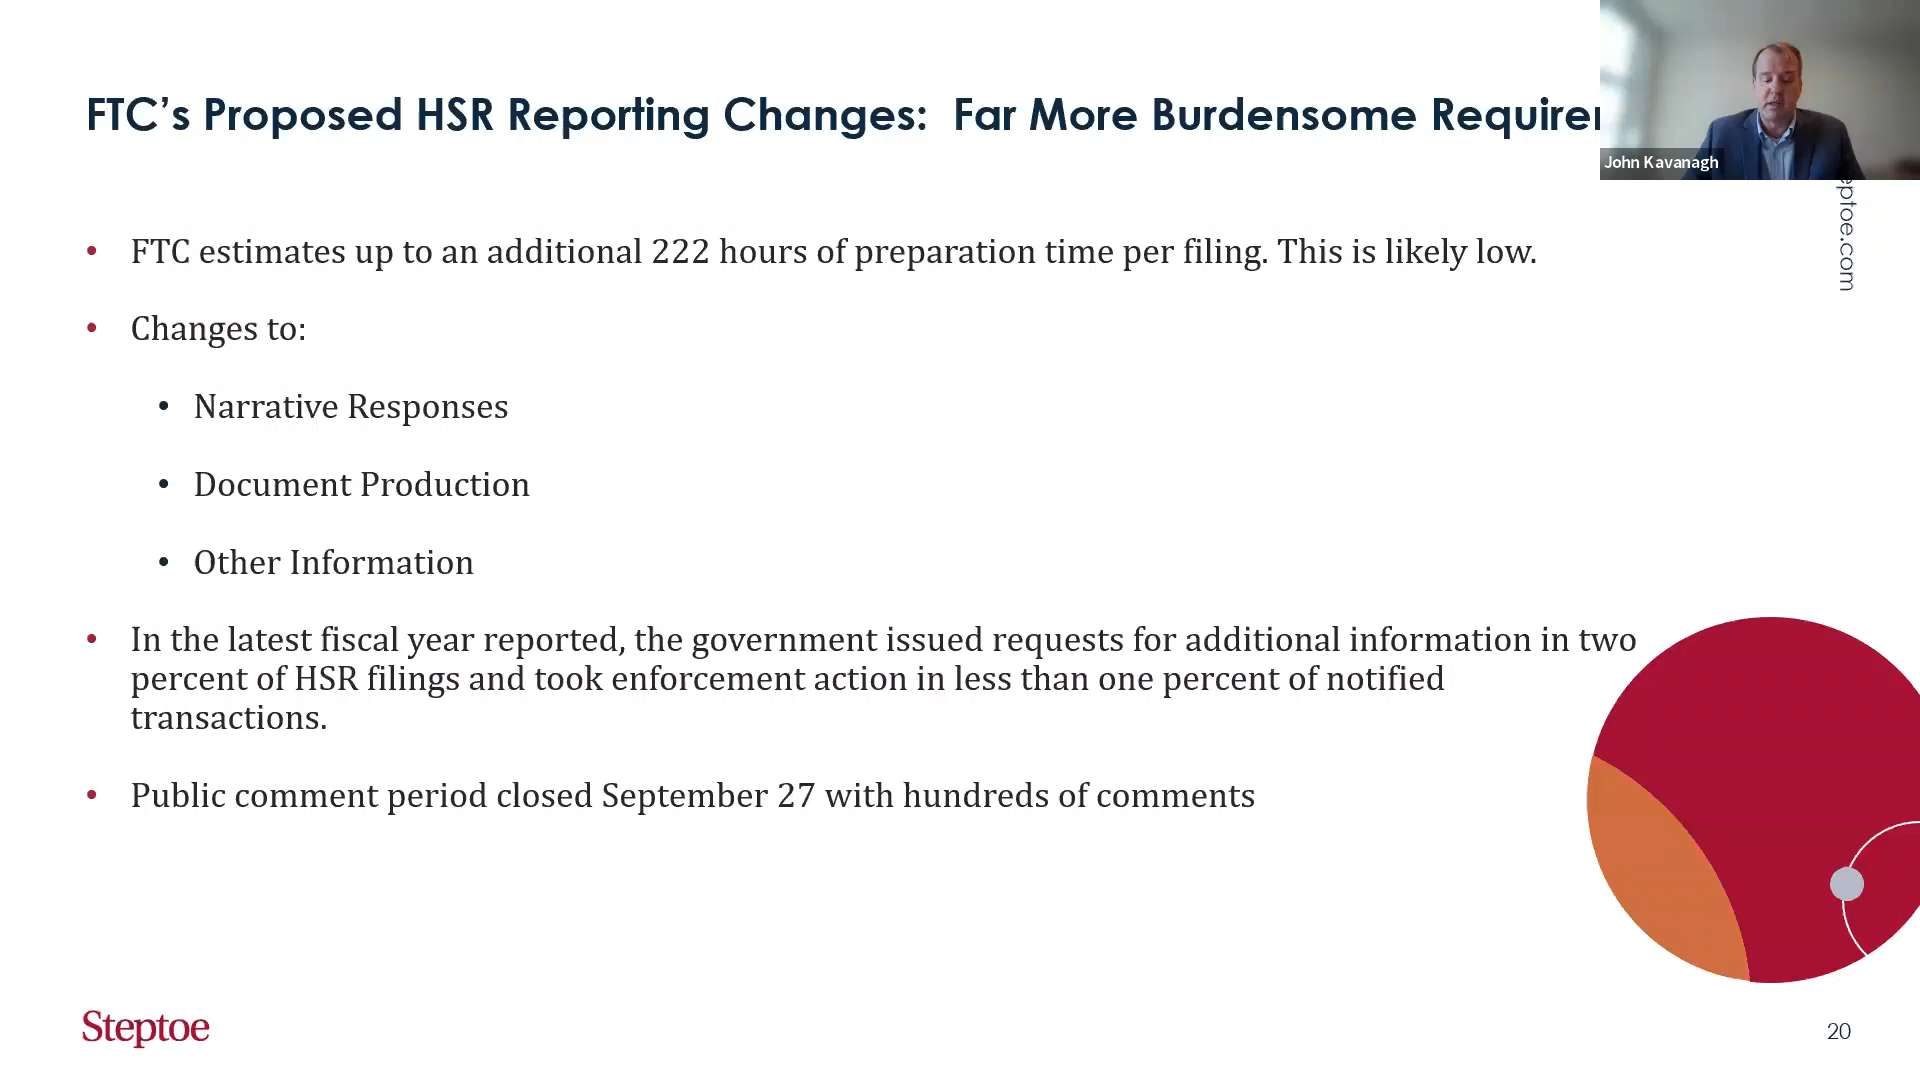 FTC’s Proposed HSR Reporting Changes:  Far More Burdensome
John Kavanagh
eptoe.com
• FTC estimates up to an additional 222 hours of preparation time per filing. This is likely low.
• Changes to:
• Narrative Responses
• Document Production
• Other Information
• In the latest fiscal year reported, the government issued requests for additional information in two
percent of HSR filings and took enforcement action in less than one percent of notified
transactions.
• Public comment period closed September 27 with hundreds of comments
Steptoe
20